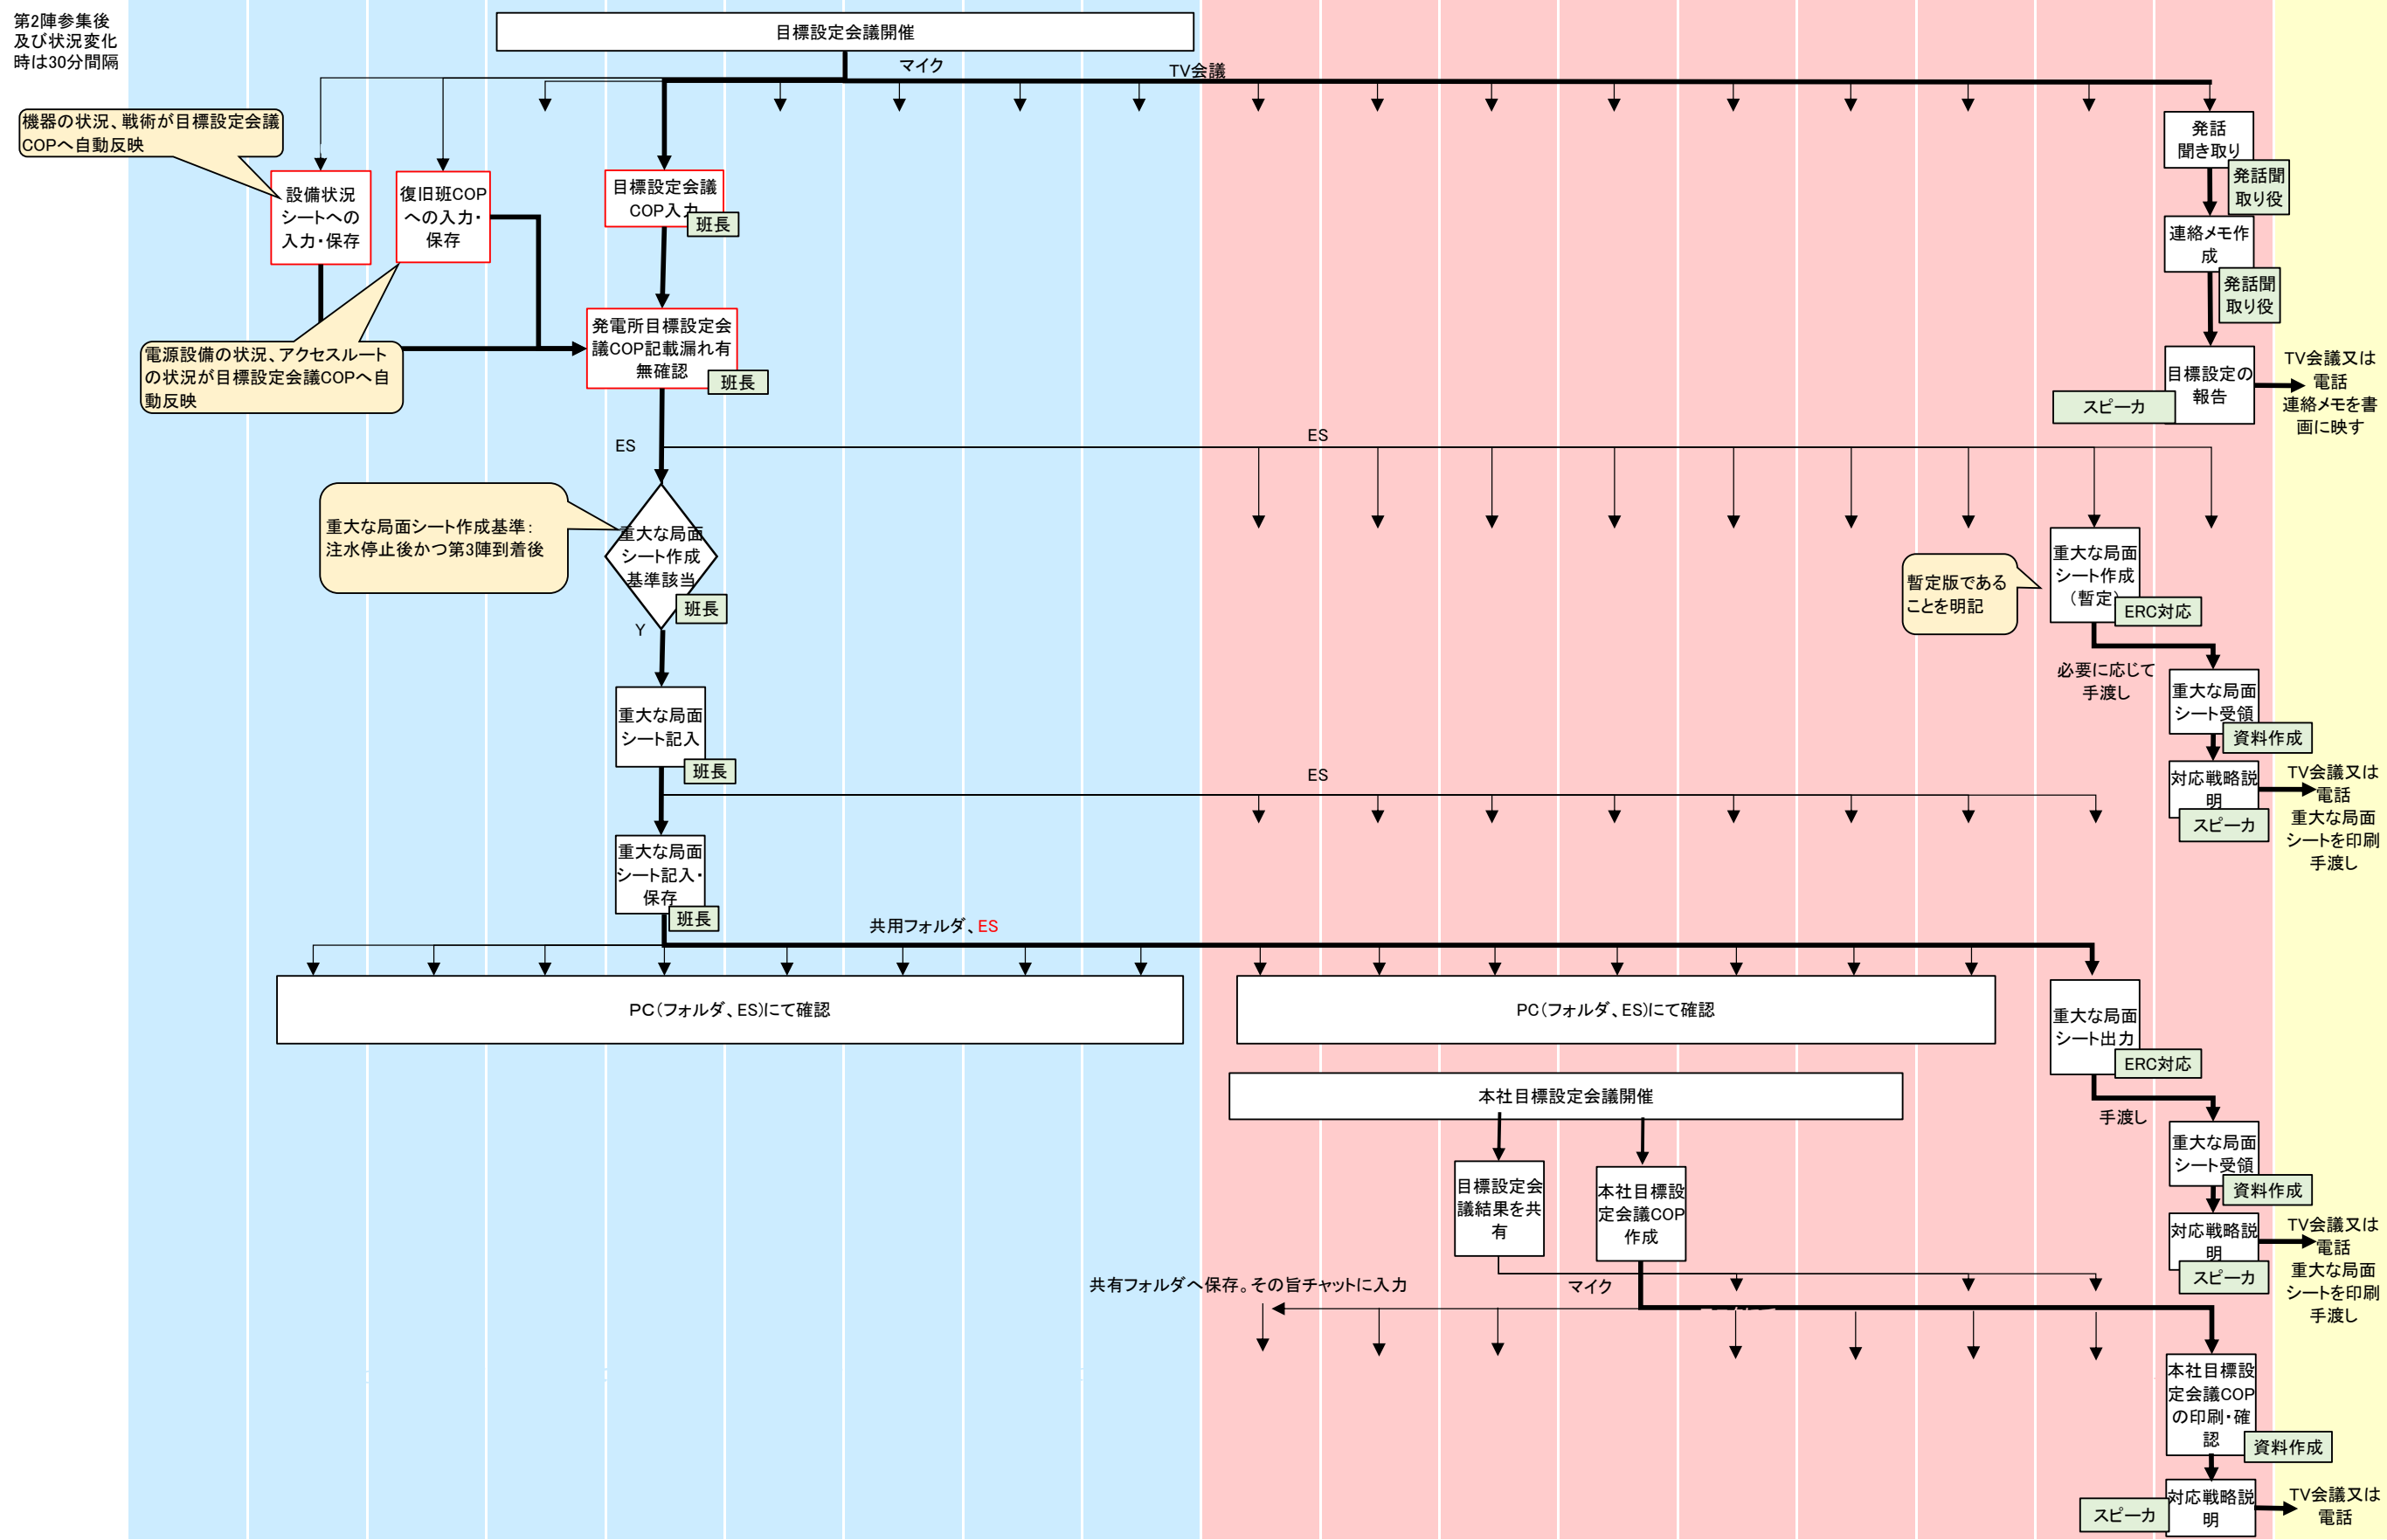 第2陣参集後
及び状況変化
時は30分間隔
目標設定会議開催
マイク
TV会議
機器の状況、戦術が目標設定会議
COPへ自動反映
設備状況
シートへの
入力・保存
復旧班COP
への入力・
保存
目標設定会議
COP入力
班長
発話
聞き取り
発話聞
取り役
連絡メモ作
成
発話聞
取り役
電源設備の状況、アクセスルート
の状況が目標設定会議COPへ自
動反映
発電所目標設定会
議COP記載漏れ有
無確認
班長
目標設定の
報告
スピーカ
TV会議又は
電話
連絡メモを書
画に映す
ES
ES
重大な局面シート作成基準：
注水停止後かつ第3陣到着後
重大な局面
シート作成
基準該当
班長
Y
暫定版である
ことを明記
重大な局面
シート作成
（暫定）
ERC対応
必要に応じて
手渡し
重大な局面
シート受領
資料作成
重大な局面
シート記入
班長
ES
対応戦略説
明
スピーカ
TV会議又は
電話
重大な局面
シートを印刷
手渡し
重大な局面
シート記入・
保存
班長
共用フォルダ、ES
PC（フォルダ、ES)にて確認
PC（フォルダ、ES)にて確認
重大な局面
シート出力
ERC対応
手渡し
本社目標設定会議開催
重大な局面
シート受領
資料作成
目標設定会
議結果を共
有
本社目標設
定会議COP
作成
対応戦略説
明
スピーカ
TV会議又は
電話
重大な局面
シートを印刷
手渡し
共有フォルダへ保存。その旨チャットに入力
マイク
本社目標設
定会議COP
の印刷・確
認
資料作成
対応戦略説
明
スピーカ
TV会議又は
電話